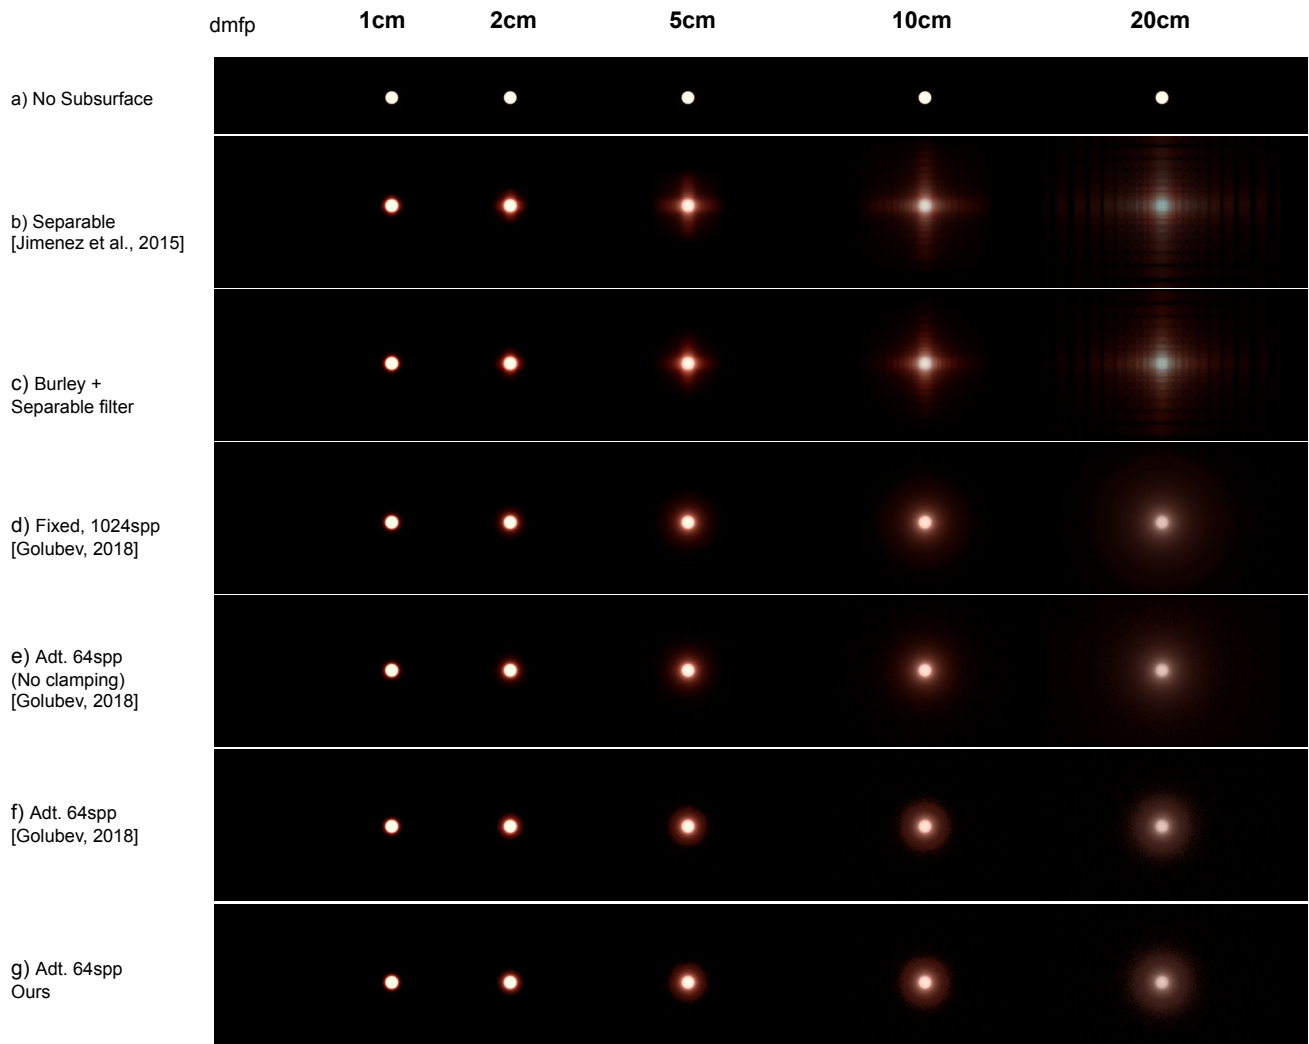 dmfp 1cm 2cm 5cm 10cm 20cm
a) No Subsurface
b) Separable
[Jimenez et al., 2015]
c) Burley +
Separable filter
d) Fixed, 1024spp
[Golubev, 2018]
e) Adt. 64spp
(No clamping)
[Golubev, 2018]
f) Adt. 64spp
[Golubev, 2018]
g) Adt. 64spp
Ours